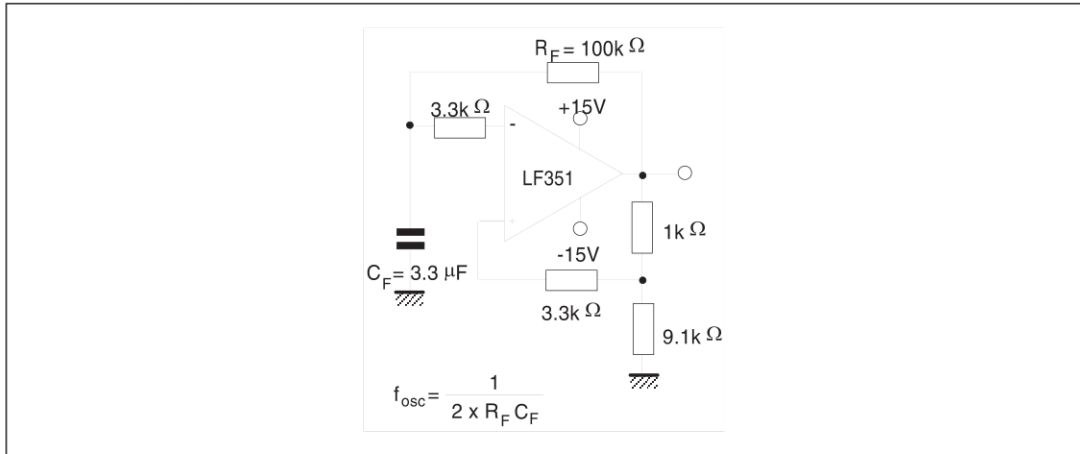 R_F = 100k Ω
3.3k Ω
+15V
-
LF351
+
-15V
1k Ω
C_F = 3.3 µF
3.3k Ω
9.1k Ω
f_osc = 1 / 2 x R_F C_F